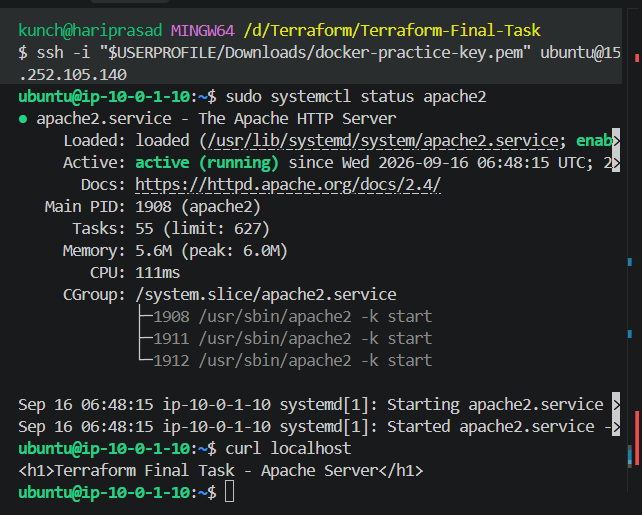 kunch@hariprasad MINGW64 /d/Terraform/Terraform-Final-Task
$ ssh -i "$USERPROFILE/Downloads/docker-practice-key.pem" ubuntu@15
.252.105.140
ubuntu@ip-10-0-1-10:~$ sudo systemctl status apache2
● apache2.service - The Apache HTTP Server
Loaded: loaded (/usr/lib/systemd/system/apache2.service; enab>
Active: active (running) since Wed 2026-09-16 06:48:15 UTC; 2>
Docs: https://httpd.apache.org/docs/2.4/
Main PID: 1908 (apache2)
Tasks: 55 (limit: 627)
Memory: 5.6M (peak: 6.0M)
CPU: 111ms
CGroup: /system.slice/apache2.service
├─1908 /usr/sbin/apache2 -k start
├─1911 /usr/sbin/apache2 -k start
└─1912 /usr/sbin/apache2 -k start
Sep 16 06:48:15 ip-10-0-1-10 systemd[1]: Starting apache2.service >
Sep 16 06:48:15 ip-10-0-1-10 systemd[1]: Started apache2.service ->
ubuntu@ip-10-0-1-10:~$ curl localhost
<h1>Terraform Final Task - Apache Server</h1>
ubuntu@ip-10-0-1-10:~$